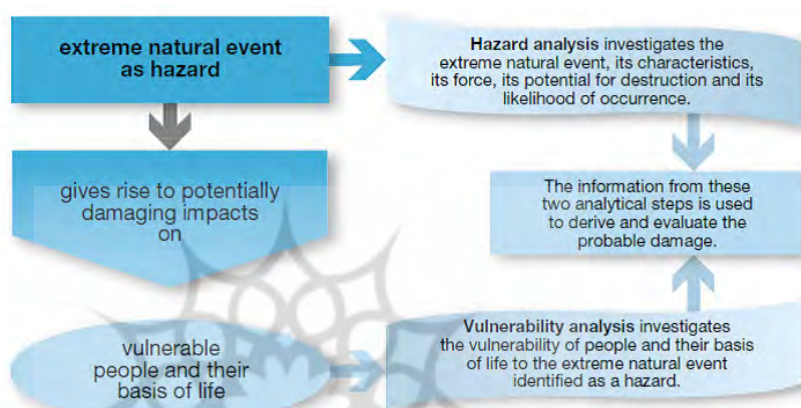 extreme natural event
as hazard
Hazard analysis investigates the
extreme natural event, its characteristics,
its force, its potential for destruction and its
likelihood of occurrence.
gives rise to potentially
damaging impacts
on
The information from these
two analytical steps is used
to derive and evaluate the
probable damage.
vulnerable
people and their
basis of life
Vulnerability analysis investigates
the vulnerability of people and their basis
of life to the extreme natural event
identified as a hazard.